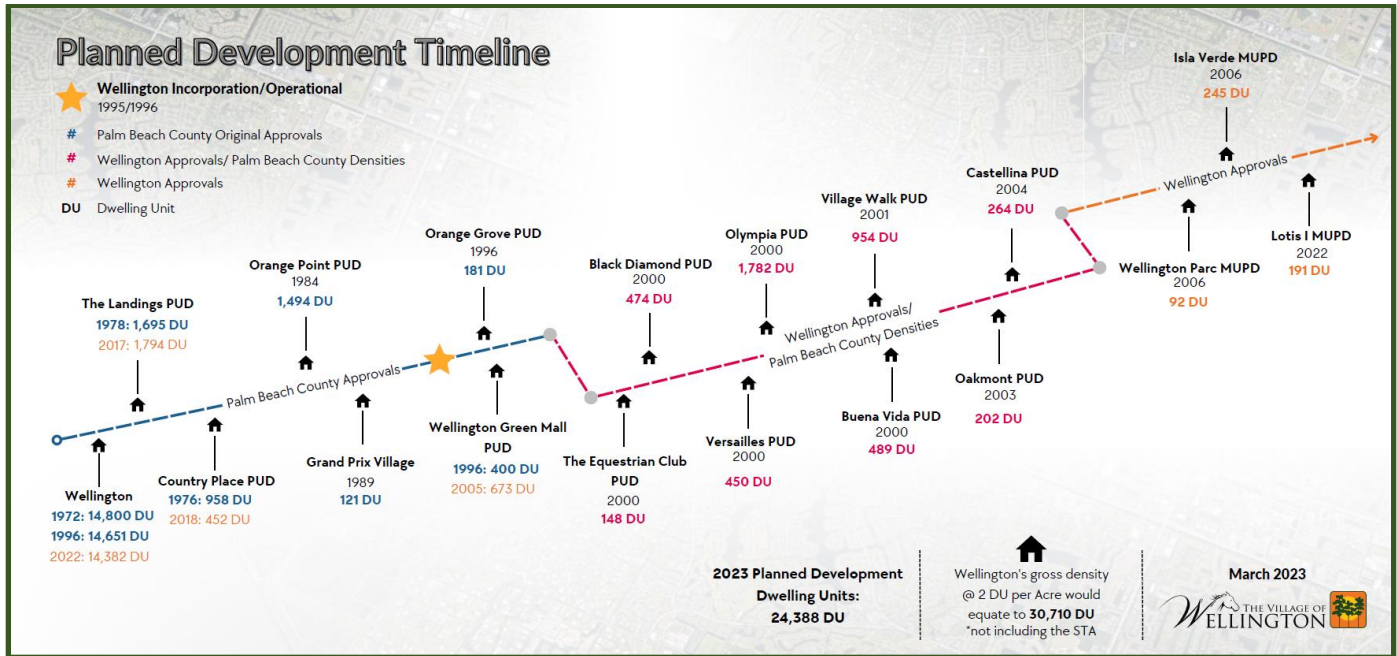 Planned Development Timeline
Wellington Incorporation/Operational
1995/1996
# Palm Beach County Original Approvals
# Wellington Approvals/ Palm Beach County Densities
# Wellington Approvals
DU Dwelling Unit
Wellington
1972: 14,800 DU
1996: 14,651 DU
2022: 14,382 DU
The Landings PUD
1978: 1,695 DU
2017: 1,794 DU
Country Place PUD
1976: 958 DU
2018: 452 DU
Palm Beach County Approvals
Orange Point PUD
1984
1,494 DU
Grand Prix Village
1989
121 DU
Orange Grove PUD
1996
181 DU
Wellington Green Mall
PUD
1996: 400 DU
2005: 673 DU
The Equestrian Club
PUD
2000
148 DU
Black Diamond PUD
2000
474 DU
Versailles PUD
2000
450 DU
Olympia PUD
2000
1,782 DU
Wellington Approvals/
Palm Beach County Densities
Village Walk PUD
2001
954 DU
Buena Vida PUD
2000
489 DU
Oakmont PUD
2003
202 DU
Castellina PUD
2004
264 DU
Wellington Approvals
Wellington Parc MUPD
2006
92 DU
Isla Verde MUPD
2006
245 DU
Lotis I MUPD
2022
191 DU
2023 Planned Development
Dwelling Units:
24,388 DU
Wellington's gross density
@ 2 DU per Acre would
equate to 30,710 DU
*not including the STA
March 2023
THE VILLAGE OF
WELLINGTON